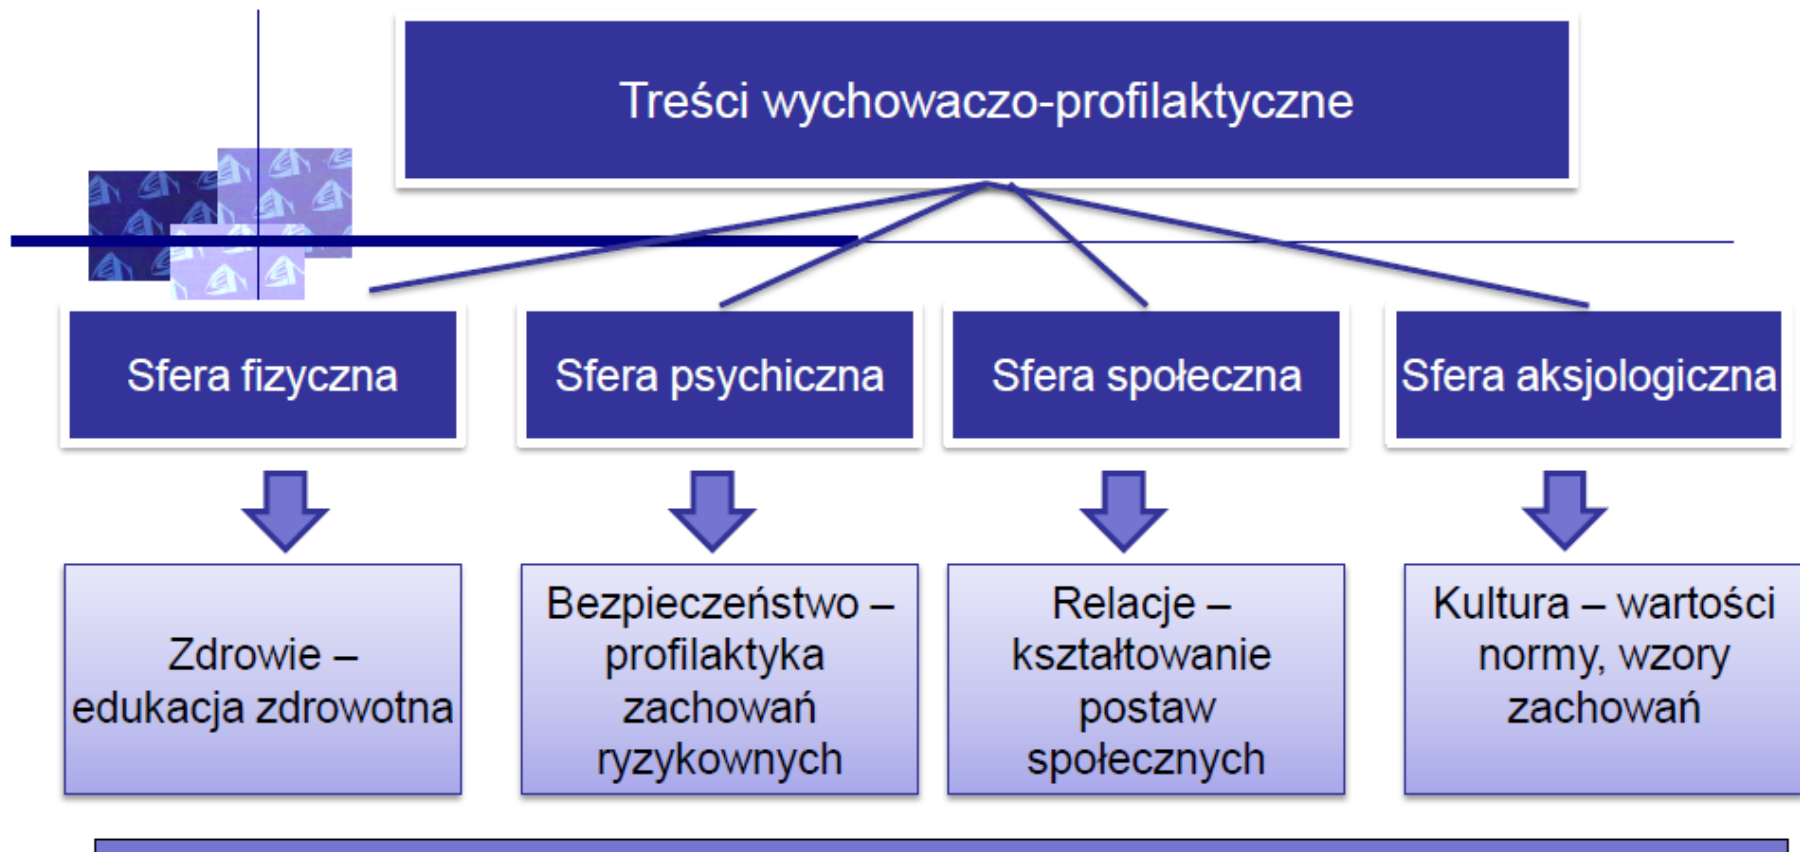 Treści wychowaczo-profilaktyczne
Sfera fizyczna
Sfera psychiczna
Sfera społeczna
Sfera aksjologiczna
Zdrowie –
edukacja zdrowotna
Bezpieczeństwo –
profilaktyka
zachowań
ryzykownych
Relacje –
kształtowanie
postaw
społecznych
Kultura – wartości
normy, wzory
zachowań